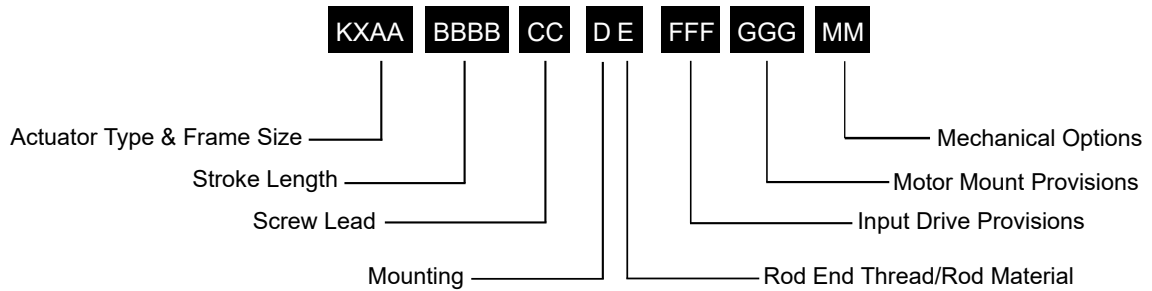 KXAA BBBB CC D E FFF GGG MM
Actuator Type & Frame Size
Mechanical Options
Stroke Length
Motor Mount Provisions
Screw Lead
Input Drive Provisions
Mounting
Rod End Thread/Rod Material